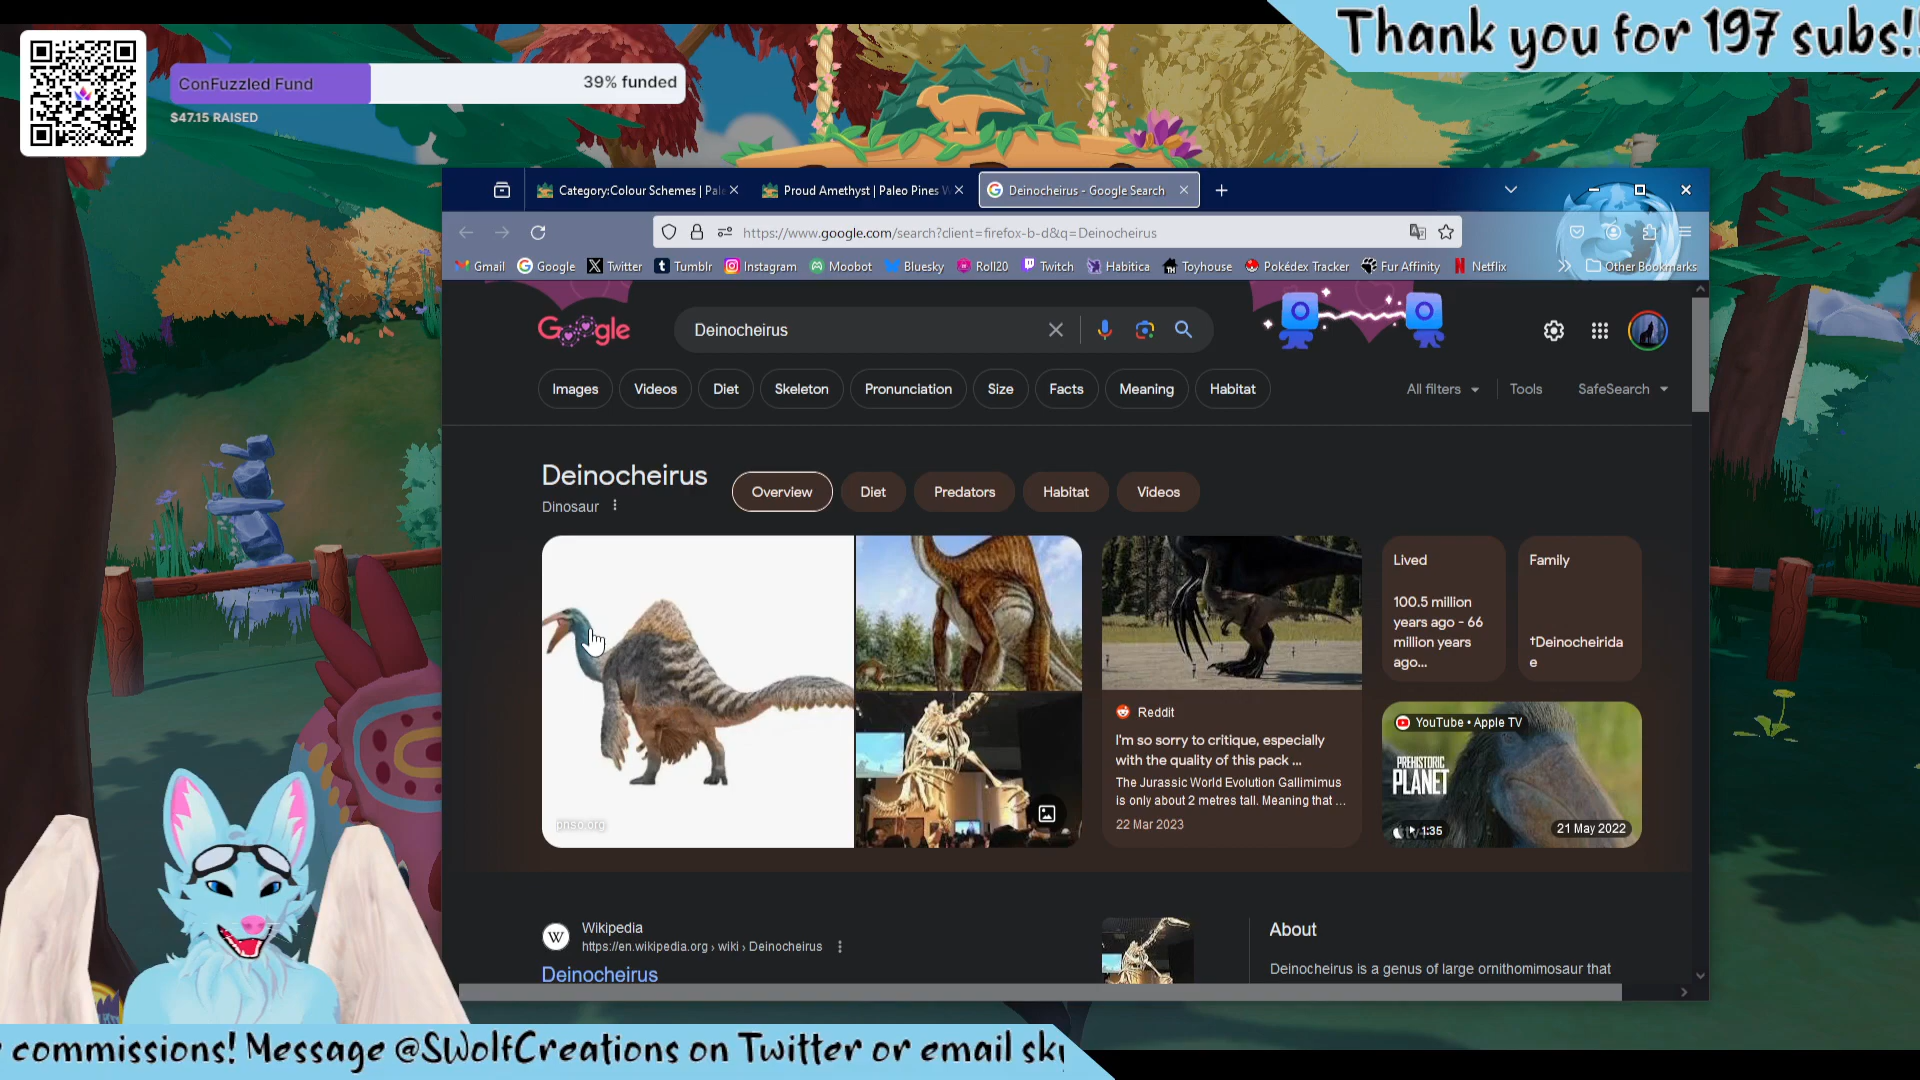 Thank you for 197 subs!!
ConFuzzled Fund
39% funded
$47.15 RAISED
Category:Colour Schemes | Pale
Proud Amethyst | Paleo Pines W
Deinocheirus - Google Search
https://www.google.com/search?client=firefox-b-d&q=Deinocheirus
Gmail
Google
Twitter
Tumblr
Instagram
Moobot
Bluesky
Roll20
Twitch
Habitica
Toyhouse
Pokédex Tracker
Fur Affinity
Netflix
Other Bookmarks
Google
Deinocheirus
Images
Videos
Diet
Skeleton
Pronunciation
Size
Facts
Meaning
Habitat
All filters
Tools
SafeSearch
Deinocheirus
Dinosaur
Overview
Diet
Predators
Habitat
Videos
pnso.org
Reddit
I'm so sorry to critique, especially
with the quality of this pack ...
The Jurassic World Evolution Gallimimus
is only about 2 metres tall. Meaning that ...
22 Mar 2023
Lived
100.5 million
years ago - 66
million years
ago...
Family
†Deinocheirida
e
YouTube • Apple TV
PREHISTORIC
PLANET
1:35
21 May 2022
Wikipedia
https://en.wikipedia.org › wiki › Deinocheirus
Deinocheirus
About
Deinocheirus is a genus of large ornithomimosaur that
commissions! Message @SWolfCreations on Twitter or email sky